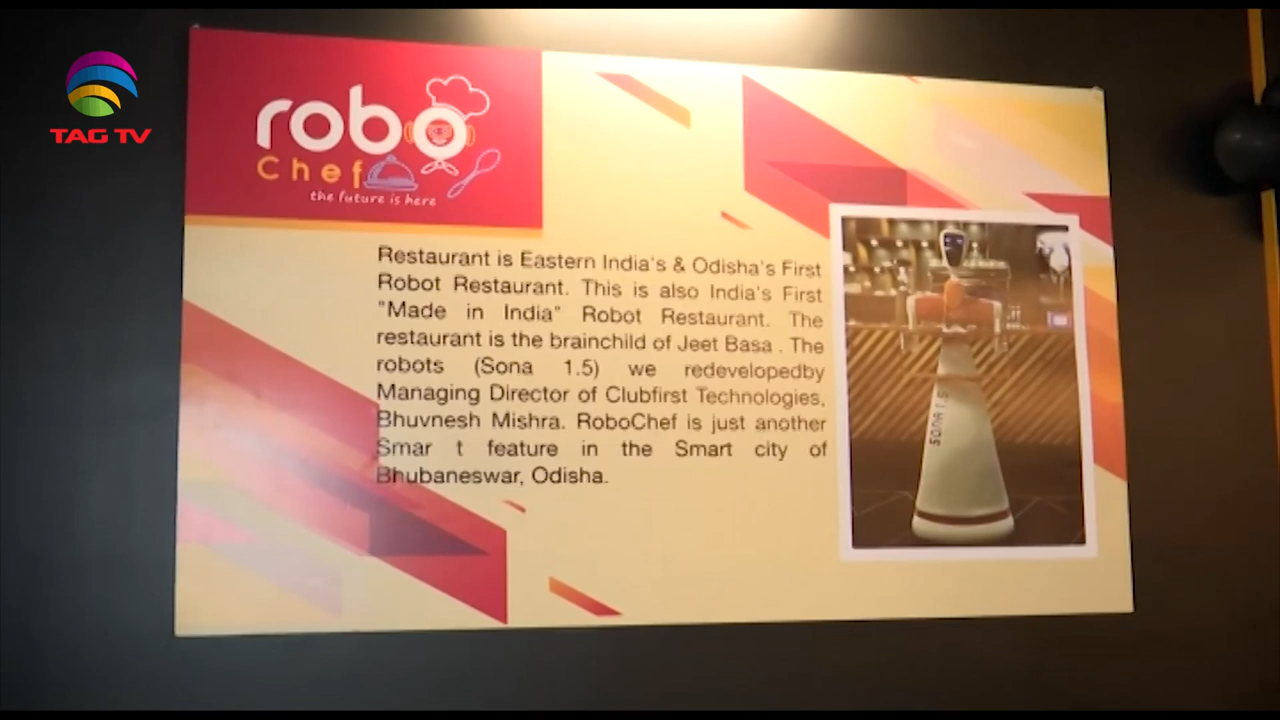 TAG TV
robo
Chef
the future is here
Restaurant is Eastern India's & Odisha's First
Robot Restaurant. This is also India's First
"Made in India" Robot Restaurant. The
restaurant is the brainchild of Jeet Basa . The
robots (Sona 1.5) we redevelopedby
Managing Director of Clubfirst Technologies,
Bhuvnesh Mishra. RoboChef is just another
Smar t feature in the Smart city of
Bhubaneswar, Odisha.
SONA 1.5